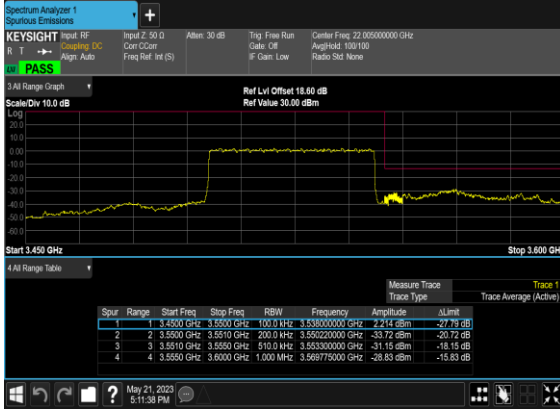 Spectrum Analyzer 1
Spurious Emissions
+
KEYSIGHT Input: RF Input Z: 50 Ω Atten: 30 dB Trig: Free Run Center Freq: 22.005000000 GHz
R T Coupling: DC Corr CCorr Gate: Off Avg|Hold: 100/100
Align: Auto Freq Ref: Int (S) IF Gain: Low Radio Std: None
PASS
3 All Range Graph
Ref Lvl Offset 18.60 dB
Scale/Div 10.0 dB Ref Value 30.00 dBm
Log
20.0
10.0
0.00
-10.0
-20.0
-30.0
-40.0
-50.0
-60.0
Start 3.450 GHz Stop 3.600 GH
4 All Range Table
Measure Trace Trace 1
Trace Type Trace Average (Active)
Spur Range Start Freq Stop Freq RBW Frequency Amplitude ΔLimit
1 1 3.4500 GHz 3.5500 GHz 100.0 kHz 3.538000000 GHz 2.214 dBm -27.79 dB
2 2 3.5500 GHz 3.5510 GHz 200.0 kHz 3.550220000 GHz -33.72 dBm -20.72 dB
3 3 3.5510 GHz 3.5550 GHz 510.0 kHz 3.553300000 GHz -31.15 dBm -18.15 dB
4 4 3.5550 GHz 3.6000 GHz 1.000 MHz 3.569775000 GHz -28.83 dBm -15.83 dB
? May 21, 2023
5:11:38 PM